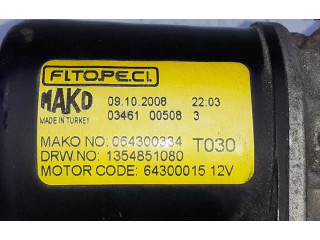 F.I.TO.PE.C.I.
MAKO 09.10.2008 22:03
MADE IN TURKEY 03461 00508 3
MAKO NO: 064300334 T030
DRW.NO: 1354851080
MOTOR CODE: 64300015 12V